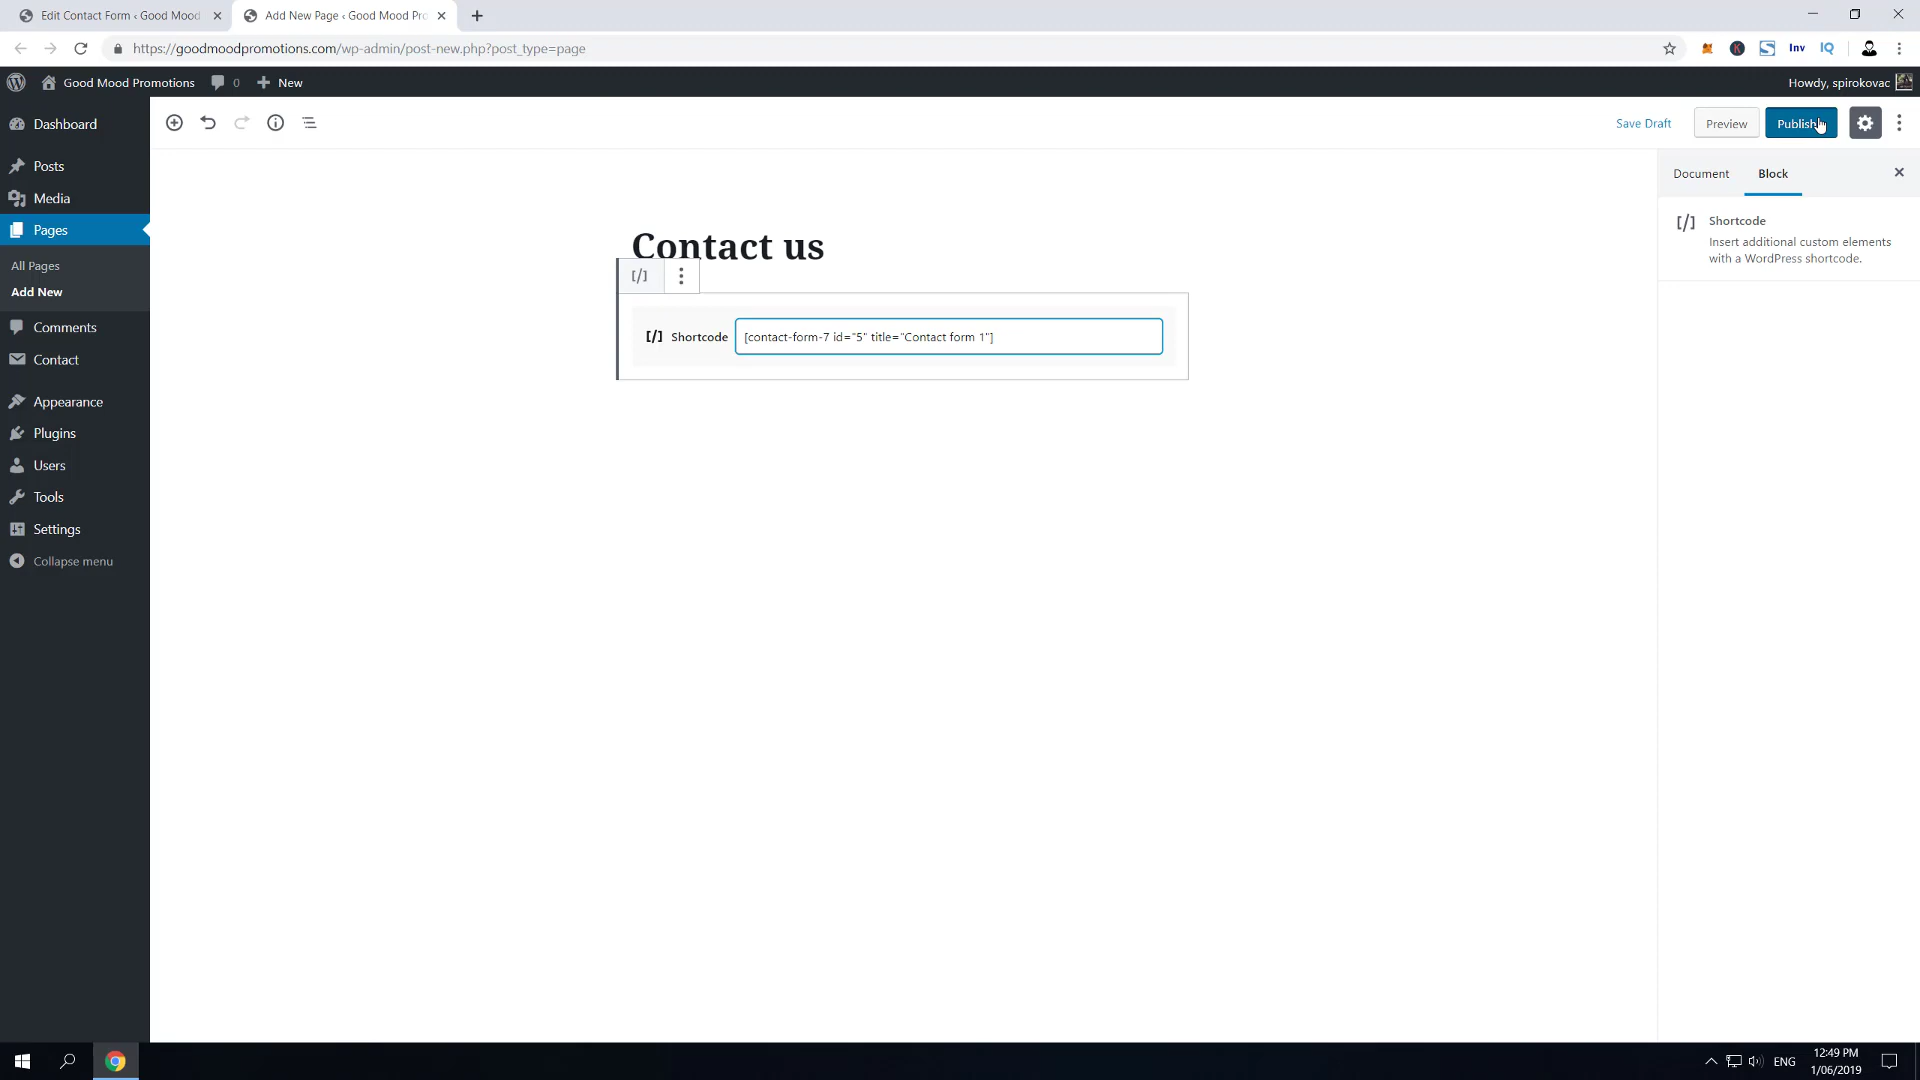 Edit Contact Form ‹ Good Mood
Add New Page ‹ Good Mood Pro
https://goodmoodpromotions.com/wp-admin/post-new.php?post_type=page
Inv
IQ
Good Mood Promotions
0
New
Howdy, spirokovac
Dashboard
Posts
Media
Pages
All Pages
Add New
Comments
Contact
Appearance
Plugins
Users
Tools
Settings
Collapse menu
Save Draft
Preview
Publish
Contact us
[/]
[/] Shortcode
[contact-form-7 id="5" title="Contact form 1"]
Document
Block
[/]
Shortcode
Insert additional custom elements
with a WordPress shortcode.
ENG
12:49 PM
1/06/2019